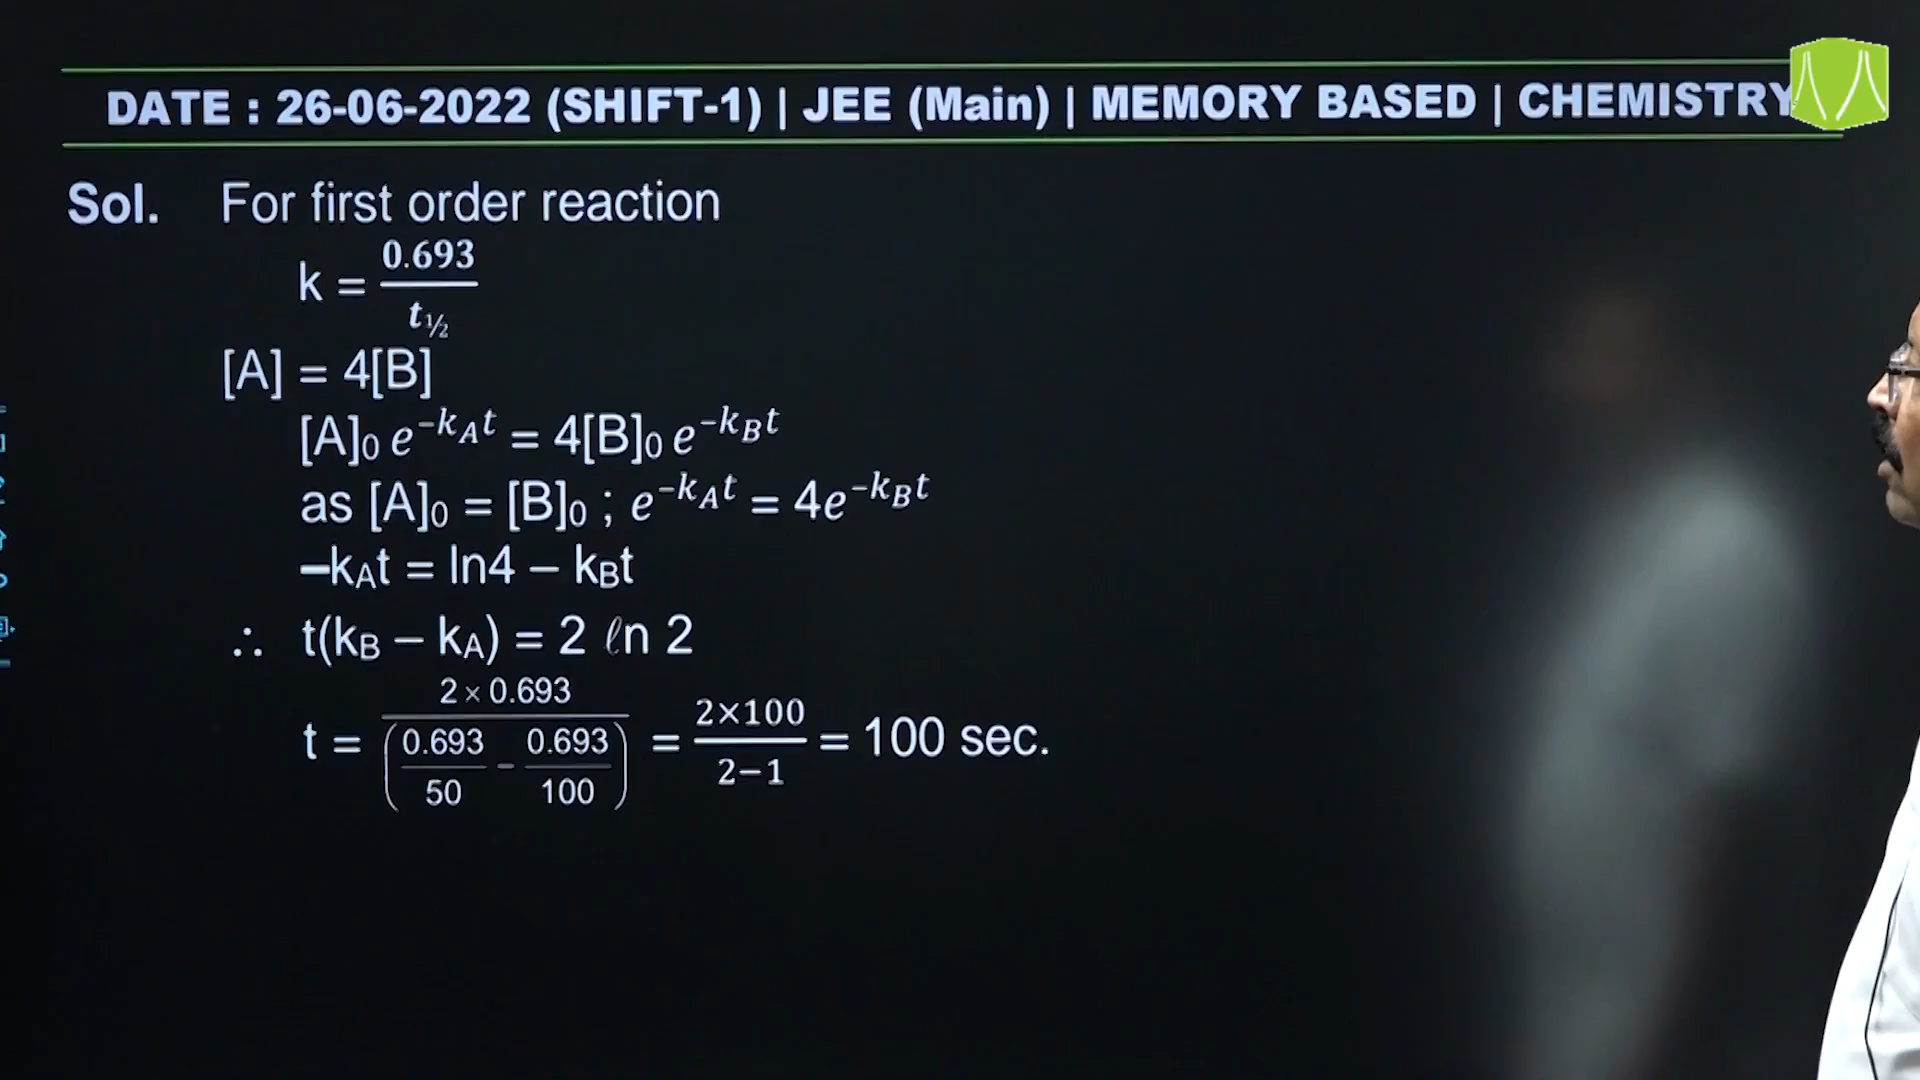 DATE : 26-06-2022 (SHIFT-1) | JEE (Main) | MEMORY BASED | CHEMISTRY
Sol. For first order reaction
k = 0.693 / t½
[A] = 4[B]
[A]₀ e^(−k_A t) = 4[B]₀ e^(−k_B t)
as [A]₀ = [B]₀ ; e^(−k_A t) = 4e^(−k_B t)
–k_A t = ln4 – k_B t
∴ t(k_B – k_A) = 2 ℓn 2
t = 2 × 0.693 / (0.693/50 - 0.693/100) = 2×100 / 2−1 = 100 sec.